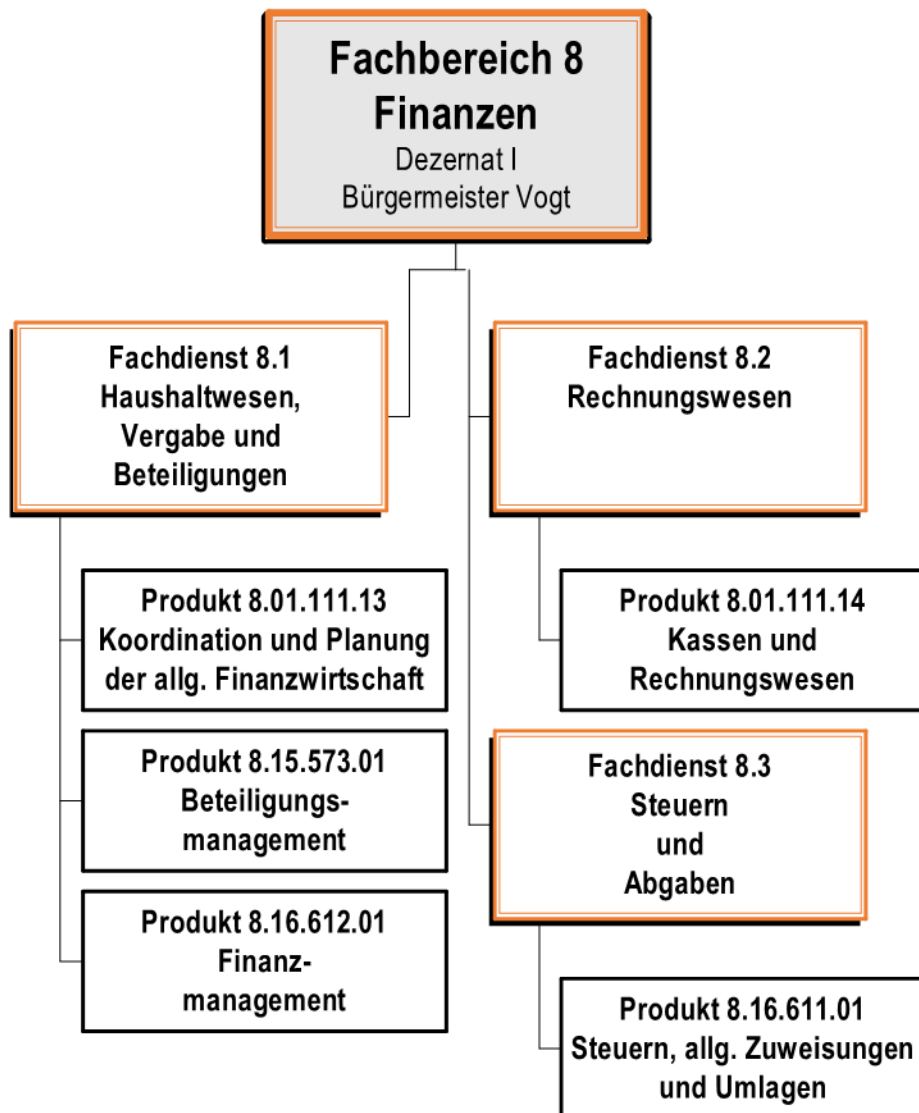 Fachbereich 8
Finanzen
Dezernat I
Bürgermeister Vogt
Fachdienst 8.1
Haushaltwesen,
Vergabe und
Beteiligungen
Produkt 8.01.111.13
Koordination und Planung
der allg. Finanzwirtschaft
Produkt 8.15.573.01
Beteiligungs-
management
Produkt 8.16.612.01
Finanz-
management
Fachdienst 8.2
Rechnungswesen
Produkt 8.01.111.14
Kassen und
Rechnungswesen
Fachdienst 8.3
Steuern
und
Abgaben
Produkt 8.16.611.01
Steuern, allg. Zuweisungen
und Umlagen